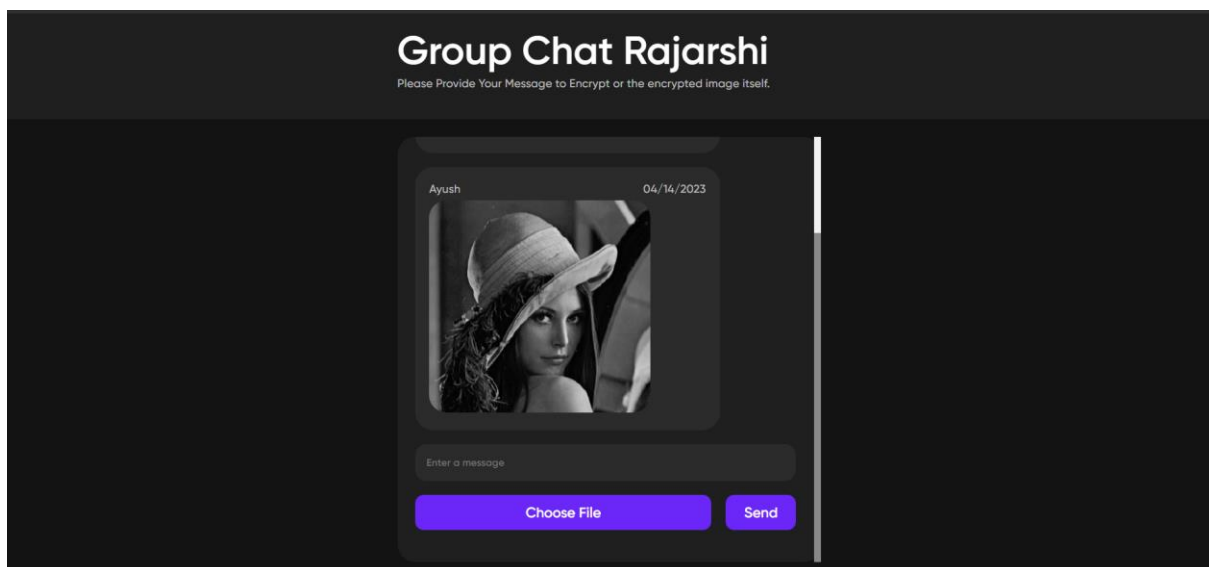 Group Chat Rajarshi
Please Provide Your Message to Encrypt or the encrypted image itself.
Ayush 04/14/2023
Enter a message
Choose File Send